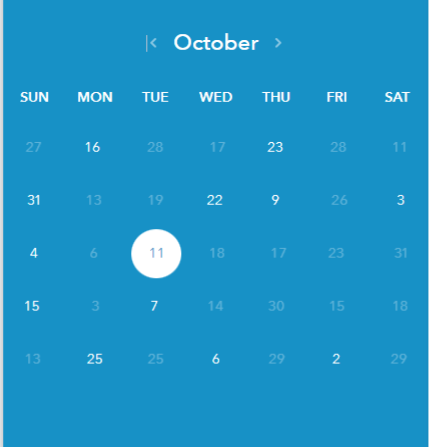 |< October >
SUN MON TUE WED THU FRI SAT
27 16 28 17 23 28 11
31 13 19 22 9 26 3
4 6 11 18 17 23 31
15 3 7 14 30 15 18
13 25 25 6 29 2 29